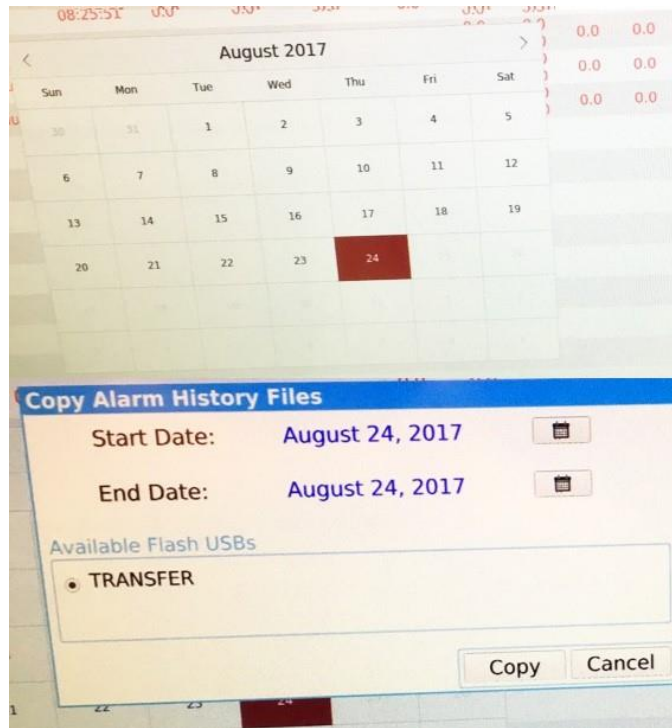 08:25:51 0.0
0.0 0.0
0.0 0.0
0.0 0.0
< August 2017 >
Sun Mon Tue Wed Thu Fri Sat
30 31 1 2 3 4 5
6 7 8 9 10 11 12
13 14 15 16 17 18 19
20 21 22 23 24
Copy Alarm History Files
Start Date: August 24, 2017
End Date: August 24, 2017
Available Flash USBs
TRANSFER
Copy Cancel
22 23 24